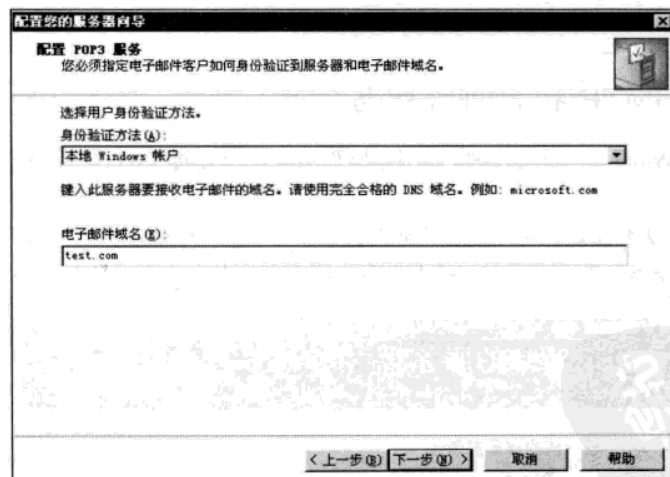 配置您的服务器向导
配置 POP3 服务
您必须指定电子邮件客户如何身份验证到服务器和电子邮件域名。
选择用户身份验证方法。
身份验证方法(A):
本地 Windows 帐户
键入此服务器要接收电子邮件的域名。请使用完全合格的 DNS 域名。例如: microsoft.com
电子邮件域名(E):
test.com
< 上一步(B) 下一步(N) > 取消 帮助